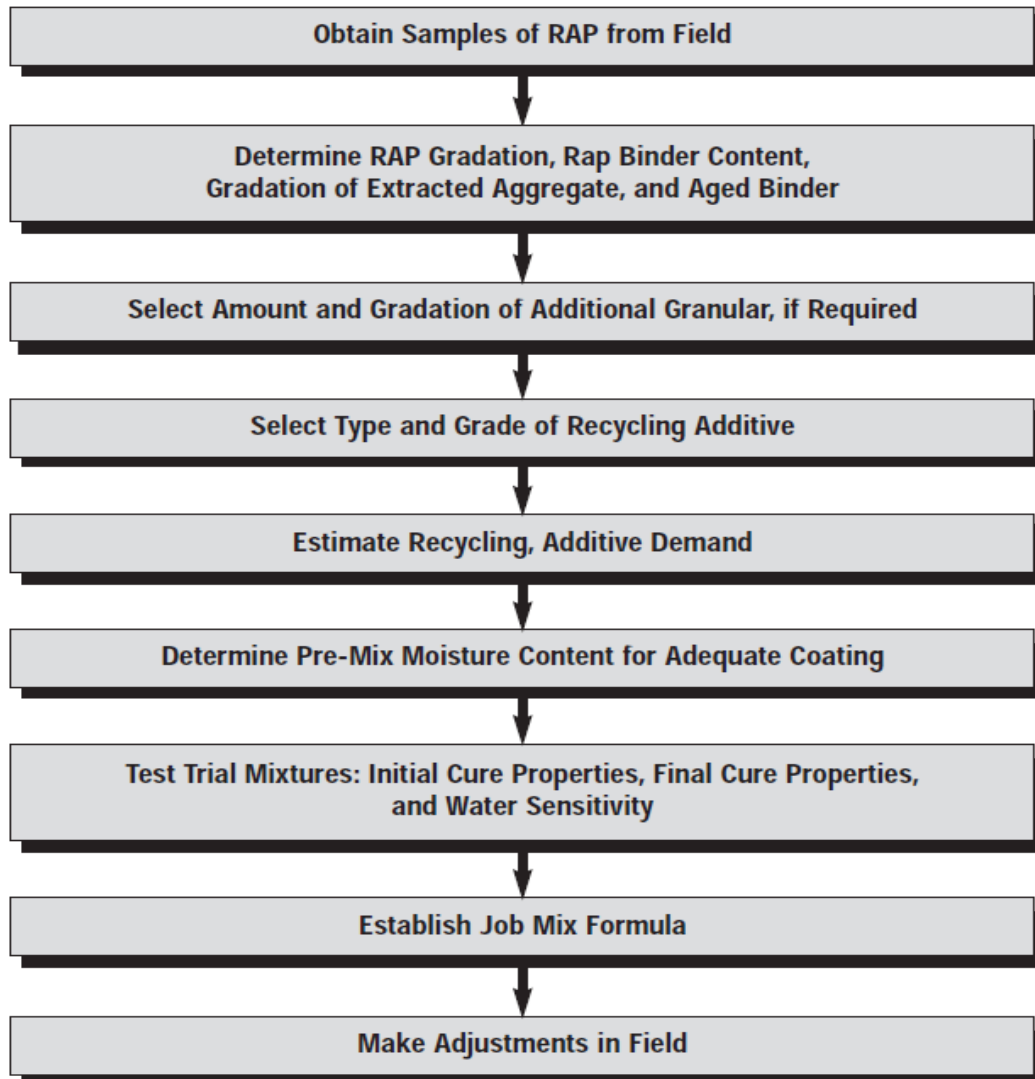 Obtain Samples of RAP from Field
Determine RAP Gradation, Rap Binder Content,
Gradation of Extracted Aggregate, and Aged Binder
Select Amount and Gradation of Additional Granular, if Required
Select Type and Grade of Recycling Additive
Estimate Recycling, Additive Demand
Determine Pre-Mix Moisture Content for Adequate Coating
Test Trial Mixtures: Initial Cure Properties, Final Cure Properties,
and Water Sensitivity
Establish Job Mix Formula
Make Adjustments in Field